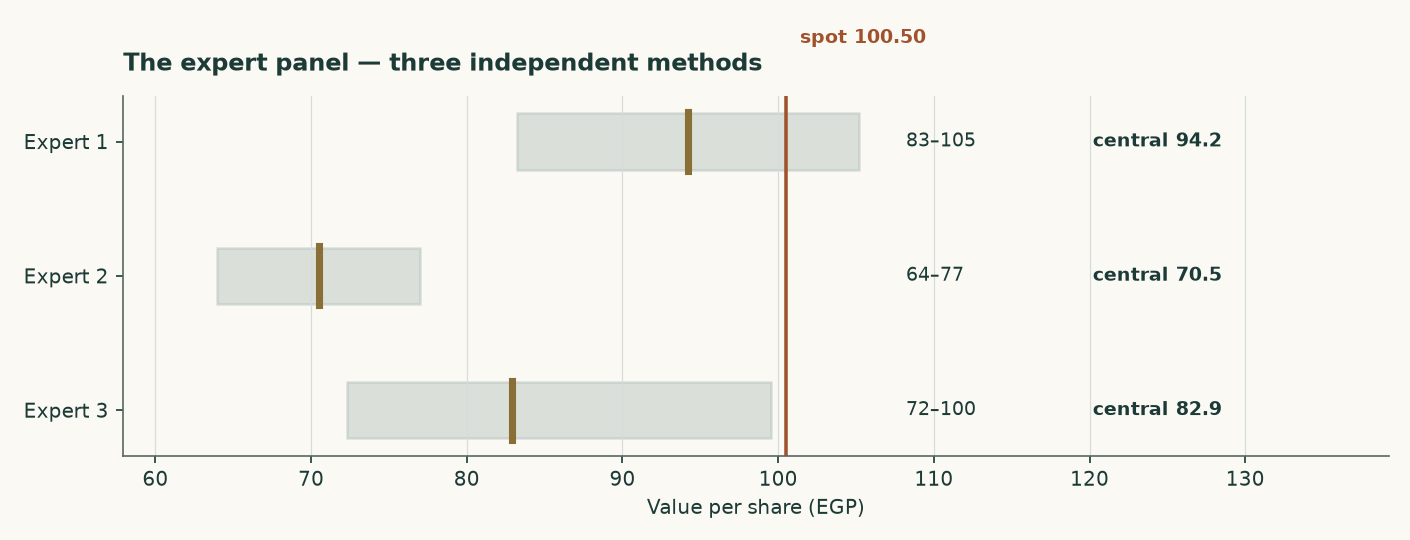 spot 100.50
The expert panel — three independent methods
Expert 1 83–105 central 94.2
Expert 2 64–77 central 70.5
Expert 3 72–100 central 82.9
60 70 80 90 100 110 120 130
Value per share (EGP)